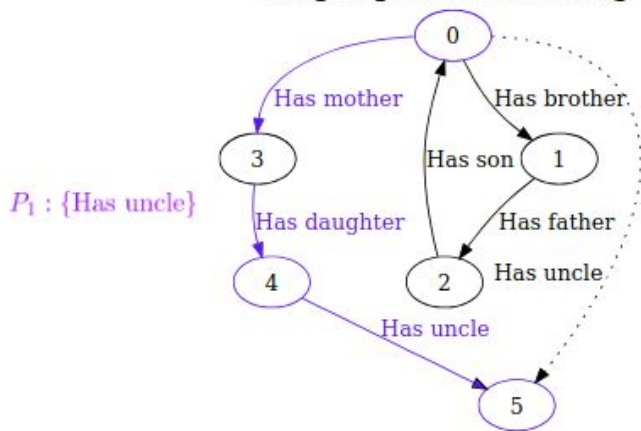 0
Has mother
Has brother
3
Has son
1
P₁ : {Has uncle}
Has daughter
Has father
4
2
Has uncle
Has uncle
5